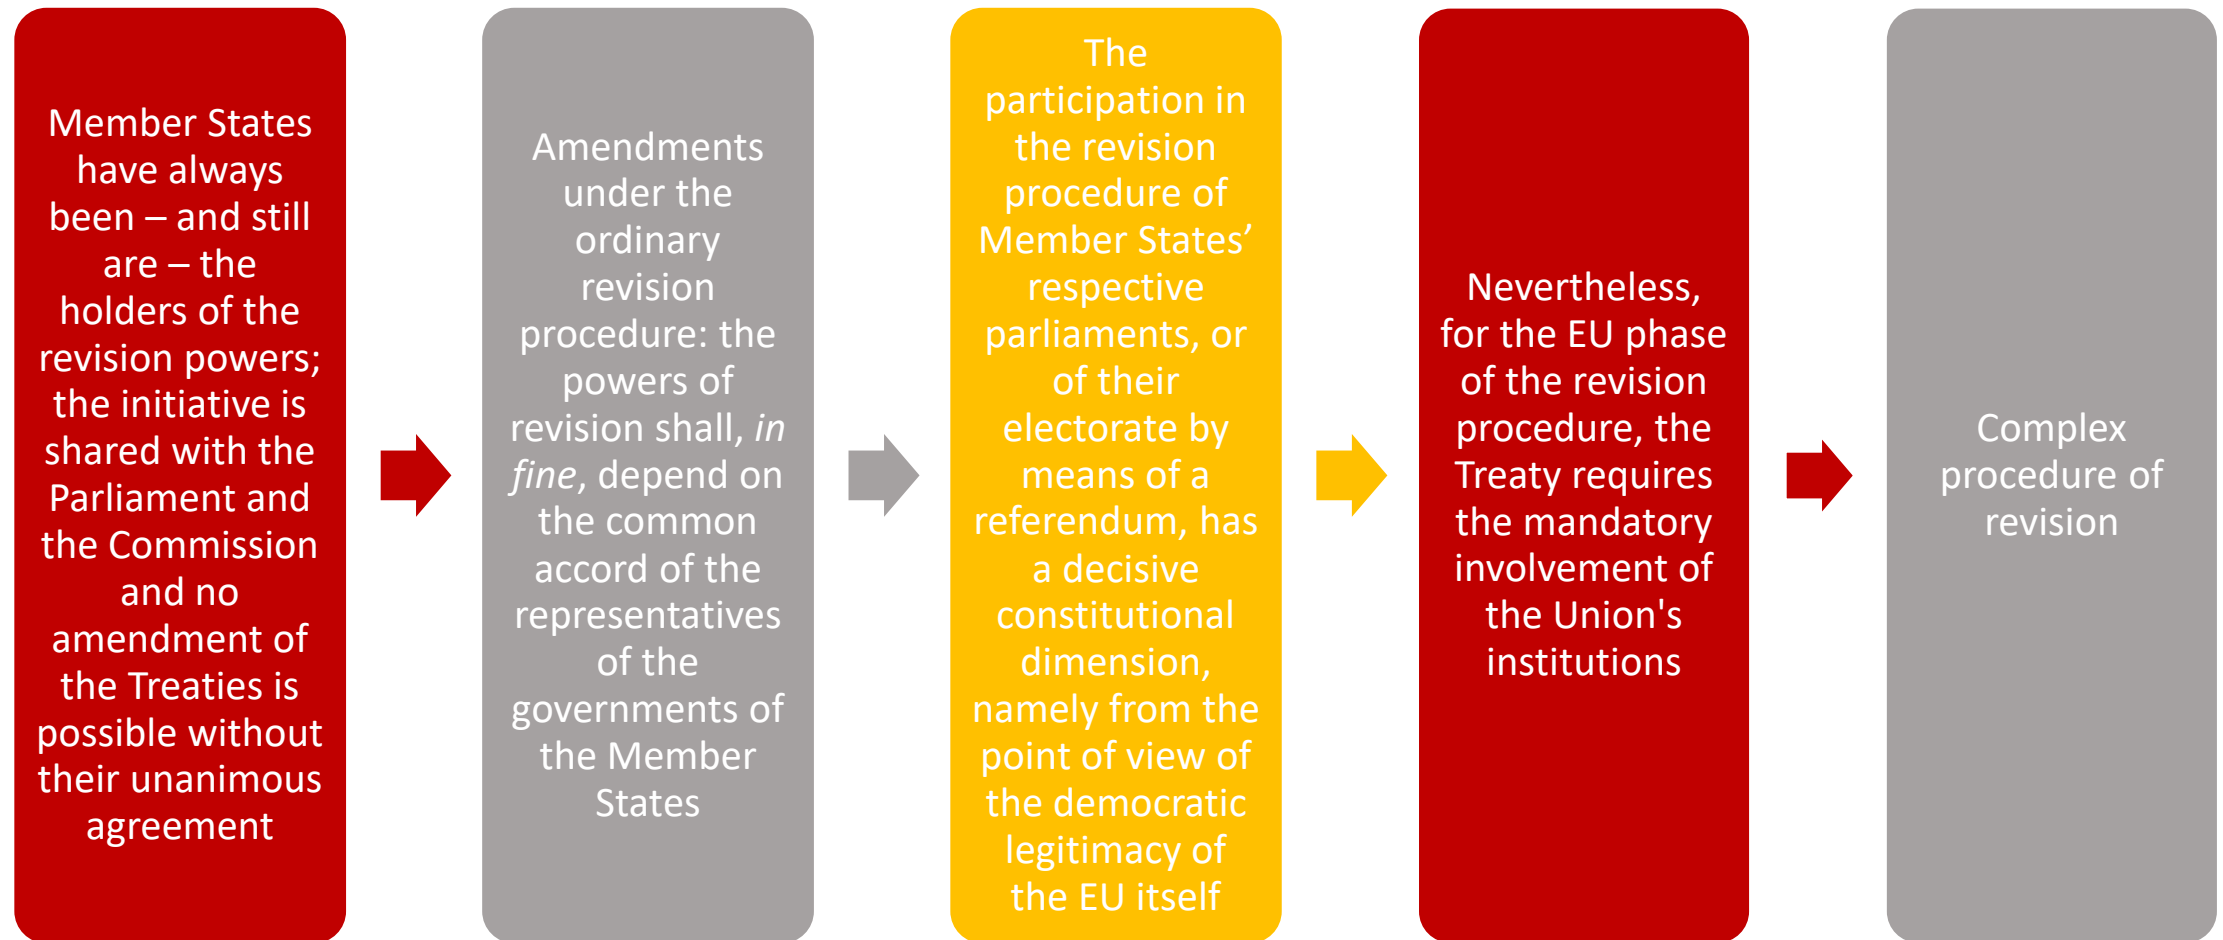 Member States
have always
been – and still
are – the
holders of the
revision powers;
the initiative is
shared with the
Parliament and
the Commission
and no
amendment of
the Treaties is
possible without
their unanimous
agreement
Amendments
under the
ordinary
revision
procedure: the
powers of
revision shall, in
fine, depend on
the common
accord of the
representatives
of the
governments of
the Member
States
The
participation in
the revision
procedure of
Member States’
respective
parliaments, or
of their
electorate by
means of a
referendum, has
a decisive
constitutional
dimension,
namely from the
point of view of
the democratic
legitimacy of
the EU itself
Nevertheless,
for the EU phase
of the revision
procedure, the
Treaty requires
the mandatory
involvement of
the Union's
institutions
Complex
procedure of
revision